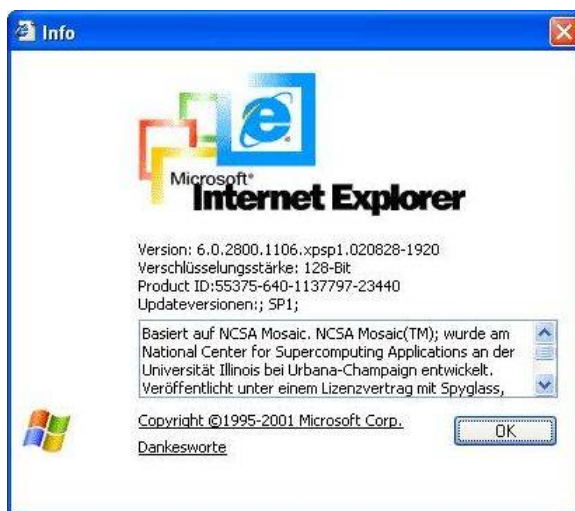 Info
Microsoft®
Internet Explorer
Version: 6.0.2800.1106.xpsp1.020828-1920
Verschlüsselungsstärke: 128-Bit
Product ID:55375-640-1137797-23440
Updateversionen:; SP1;
Basiert auf NCSA Mosaic. NCSA Mosaic(TM); wurde am
National Center for Supercomputing Applications an der
Universität Illinois bei Urbana-Champaign entwickelt.
Veröffentlicht unter einem Lizenzvertrag mit Spyglass,
Copyright ©1995-2001 Microsoft Corp.
OK
Dankesworte